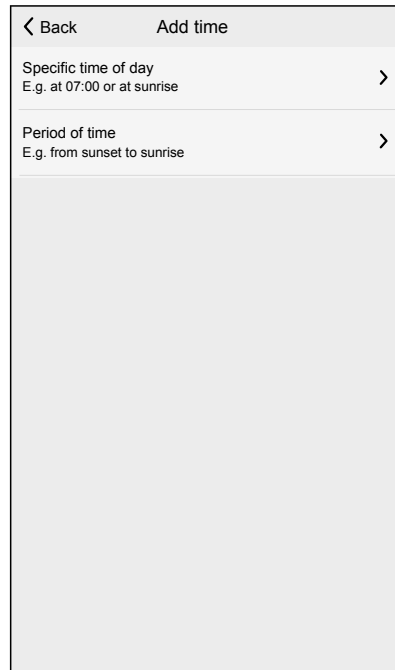 Back Add time
Specific time of day
E.g. at 07:00 or at sunrise
Period of time
E.g. from sunset to sunrise